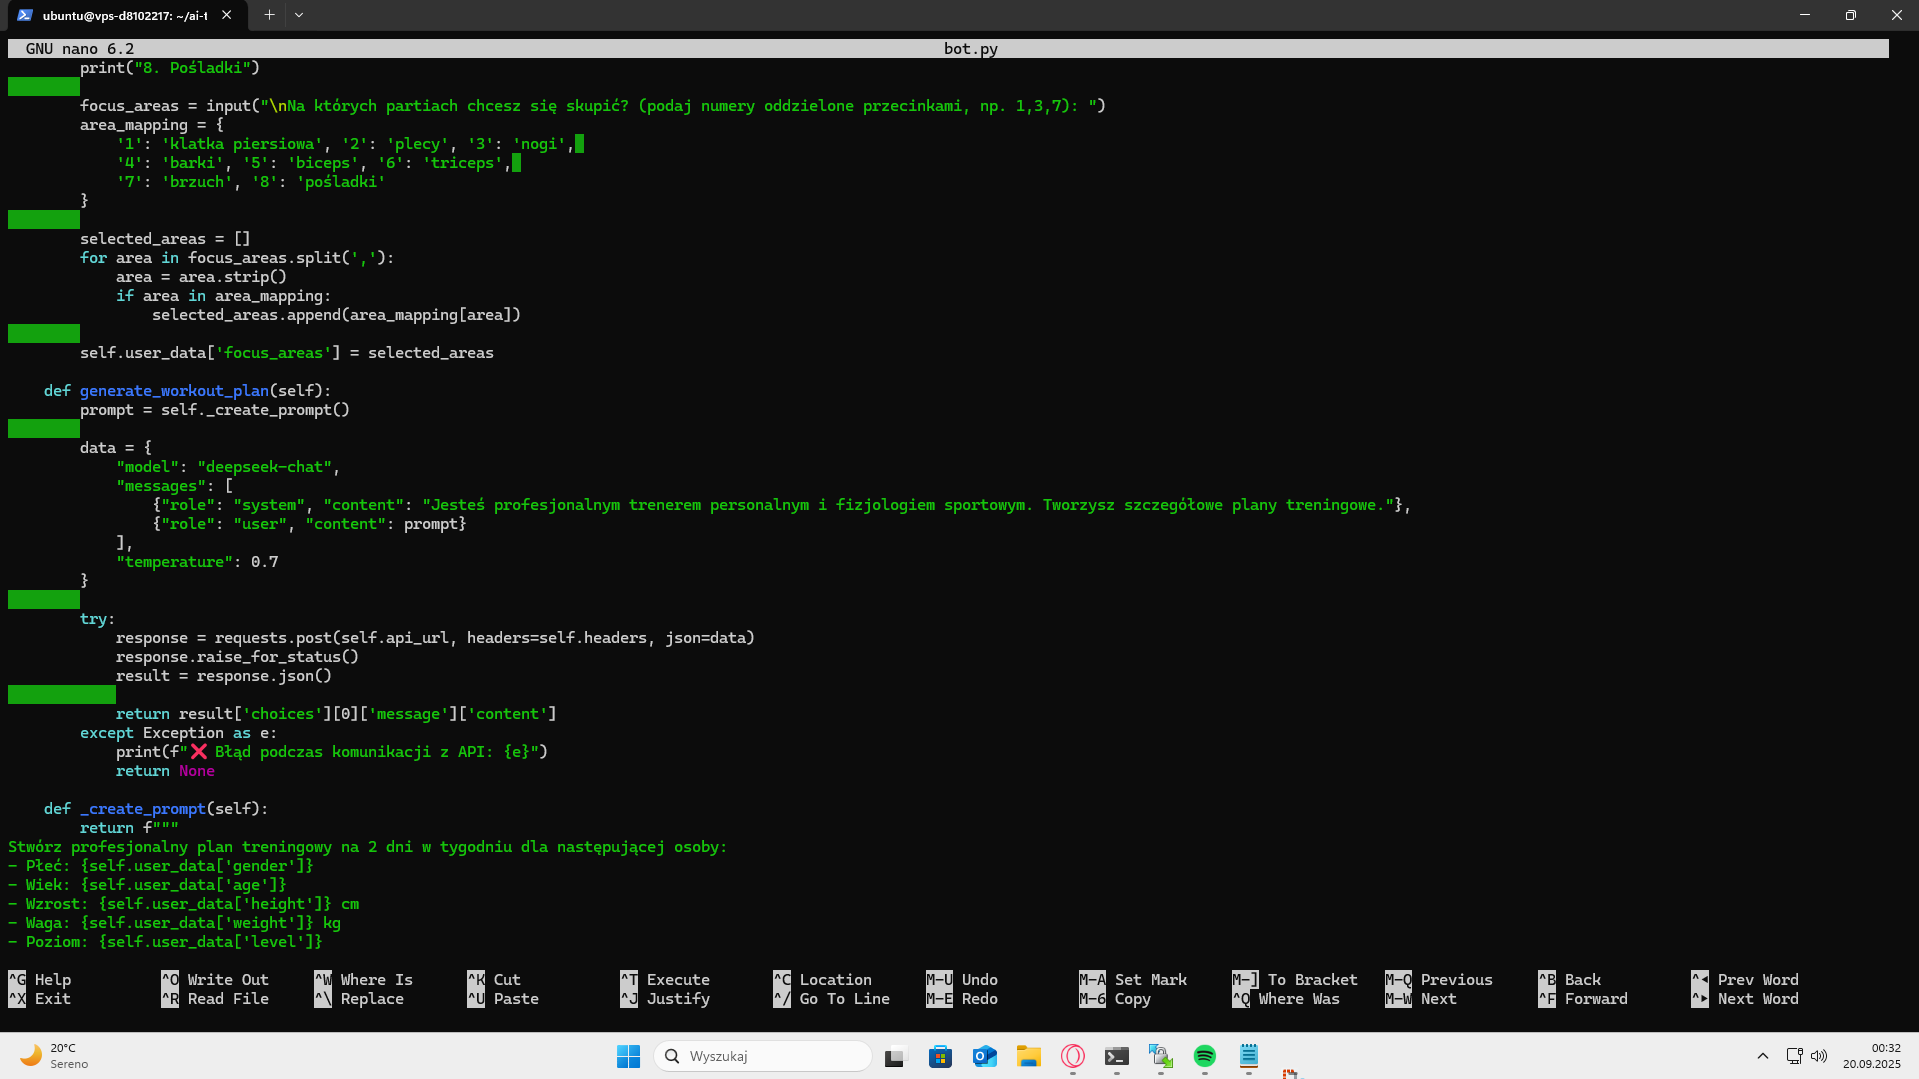 ubuntu@vps-d8102217: ~/ai-t
GNU nano 6.2 bot.py
print("8. Pośladki")
focus_areas = input("\nNa których partiach chcesz się skupić? (podaj numery oddzielone przecinkami, np. 1,3,7): ")
area_mapping = {
'1': 'klatka piersiowa', '2': 'plecy', '3': 'nogi',
'4': 'barki', '5': 'biceps', '6': 'triceps',
'7': 'brzuch', '8': 'pośladki'
}
selected_areas = []
for area in focus_areas.split(','):
area = area.strip()
if area in area_mapping:
selected_areas.append(area_mapping[area])
self.user_data['focus_areas'] = selected_areas
def generate_workout_plan(self):
prompt = self._create_prompt()
data = {
"model": "deepseek-chat",
"messages": [
{"role": "system", "content": "Jesteś profesjonalnym trenerem personalnym i fizjologiem sportowym. Tworzysz szczegółowe plany treningowe."},
{"role": "user", "content": prompt}
],
"temperature": 0.7
}
try:
response = requests.post(self.api_url, headers=self.headers, json=data)
response.raise_for_status()
result = response.json()
return result['choices'][0]['message']['content']
except Exception as e:
print(f"❌ Błąd podczas komunikacji z API: {e}")
return None
def _create_prompt(self):
return f"""
Stwórz profesjonalny plan treningowy na 2 dni w tygodniu dla następującej osoby:
- Płeć: {self.user_data['gender']}
- Wiek: {self.user_data['age']}
- Wzrost: {self.user_data['height']} cm
- Waga: {self.user_data['weight']} kg
- Poziom: {self.user_data['level']}
^G Help ^O Write Out ^W Where Is ^K Cut ^T Execute ^C Location M-U Undo M-A Set Mark M-] To Bracket M-Q Previous ^B Back ^◂ Prev Word
^X Exit ^R Read File ^\ Replace ^U Paste ^J Justify ^/ Go To Line M-E Redo M-6 Copy ^Q Where Was M-W Next ^F Forward ^▸ Next Word
20°C
Sereno
Wyszukaj
00:32
20.09.2025